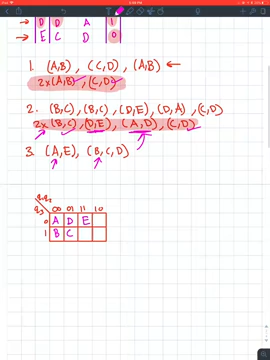 D D A 1
→ E C D 0
1. (A,B) (C,D), (A,B) ←
2x(A,B), (C,D)
2. (B,C), (B,C), (D,E), (D,A), (C,D)
2x (B,C), (D,E), (A,D), (C,D)
3. (A,E), (B,C,D)
00 01 11 10
0 A D E
1 B C